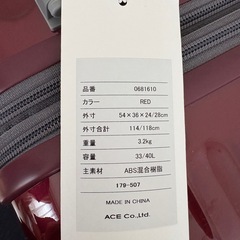 品番 0681610
カラー RED
外寸 54×36×24/28cm
外寸合計 114/118cm
重量 3.2kg
容量 33/40L
主素材 ABS混合樹脂
179-507
MADE IN CHINA
ACE Co.,Ltd.